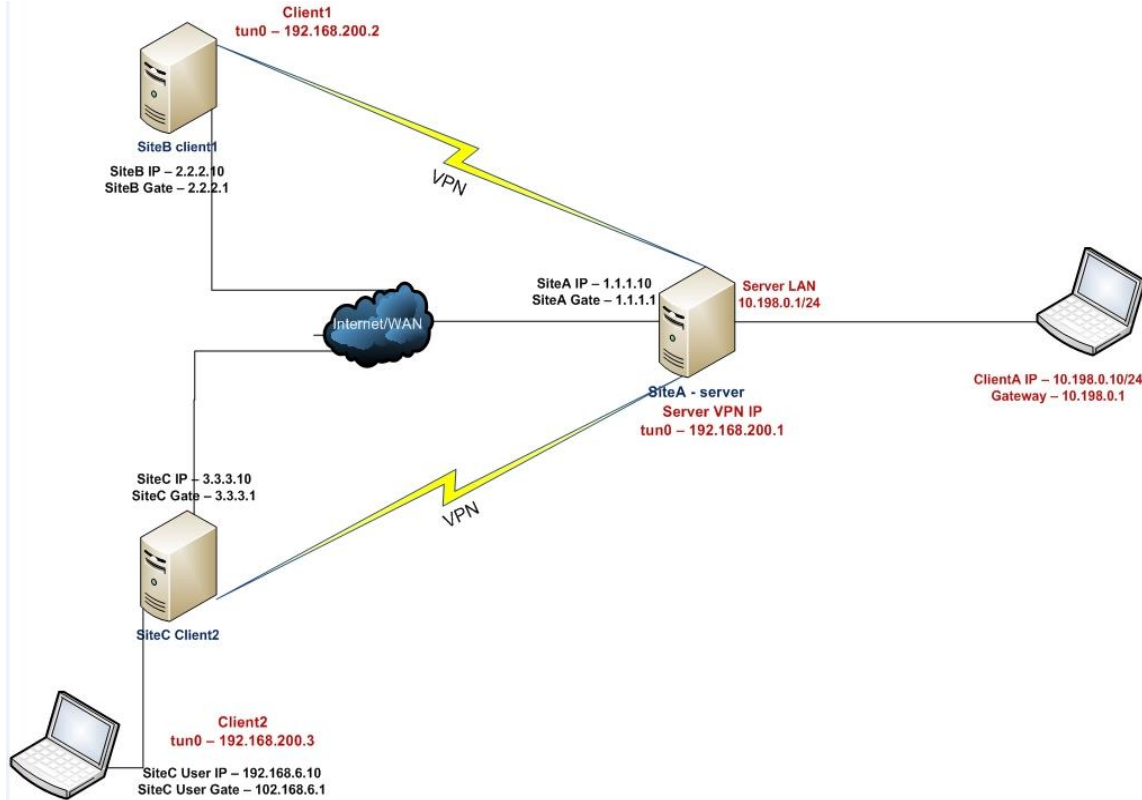 Client1
tun0 – 192.168.200.2
SiteB client1
SiteB IP – 2.2.2.10
SiteB Gate – 2.2.2.1
VPN
Internet/WAN
SiteA IP – 1.1.1.10
SiteA Gate – 1.1.1.1
Server LAN
10.198.0.1/24
ClientA IP – 10.198.0.10/24
Gateway – 10.198.0.1
SiteA - server
Server VPN IP
tun0 – 192.168.200.1
VPN
SiteC IP – 3.3.3.10
SiteC Gate – 3.3.3.1
SiteC Client2
Client2
tun0 – 192.168.200.3
SiteC User IP – 192.168.6.10
SiteC User Gate – 102.168.6.1